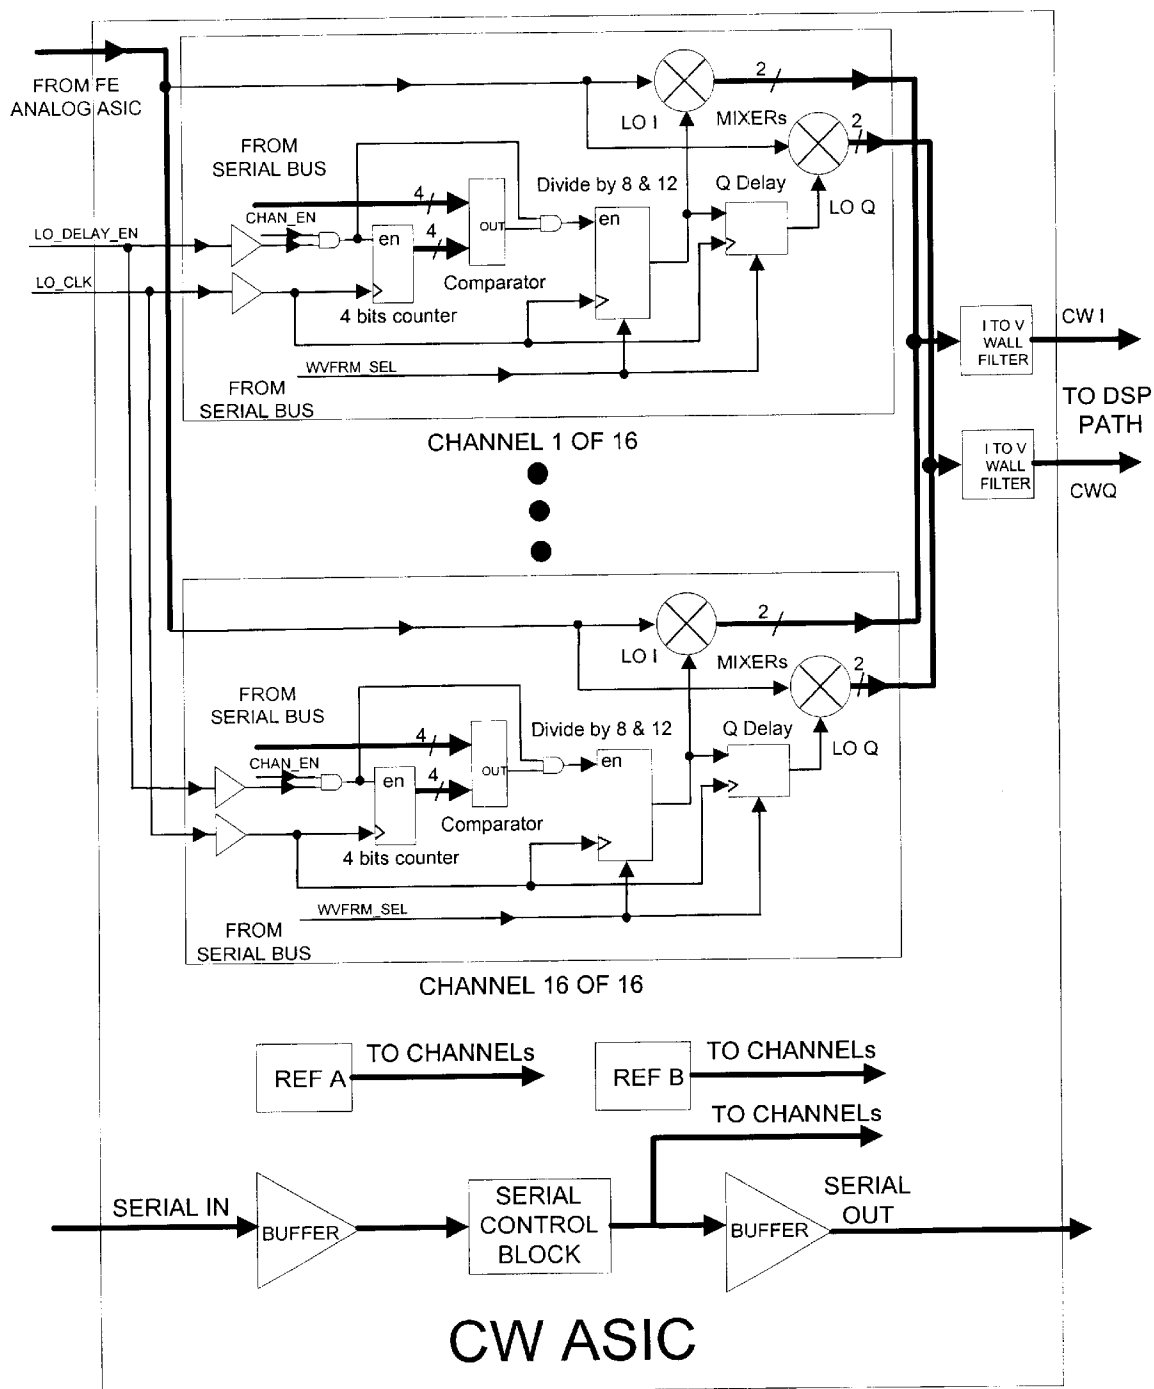 FROM FE
ANALOG ASIC
2
LO I
MIXERs
2
FROM
SERIAL BUS
Divide by 8 & 12
Q Delay
LO Q
4
CHAN_EN
OUT
en
LO_DELAY_EN
en
4
Comparator
LO_CLK
4 bits counter
WVFRM_SEL
FROM
SERIAL BUS
I TO V
WALL
FILTER
CW I
TO DSP
PATH
CHANNEL 1 OF 16
I TO V
WALL
FILTER
CWQ
2
LO I
MIXERs
2
FROM
SERIAL BUS
Divide by 8 & 12
Q Delay
LO Q
4
CHAN_EN
OUT
en
en
4
Comparator
4 bits counter
WVFRM_SEL
FROM
SERIAL BUS
CHANNEL 16 OF 16
REF A
TO CHANNELs
REF B
TO CHANNELs
TO CHANNELs
SERIAL IN
BUFFER
SERIAL
CONTROL
BLOCK
BUFFER
SERIAL
OUT
CW ASIC